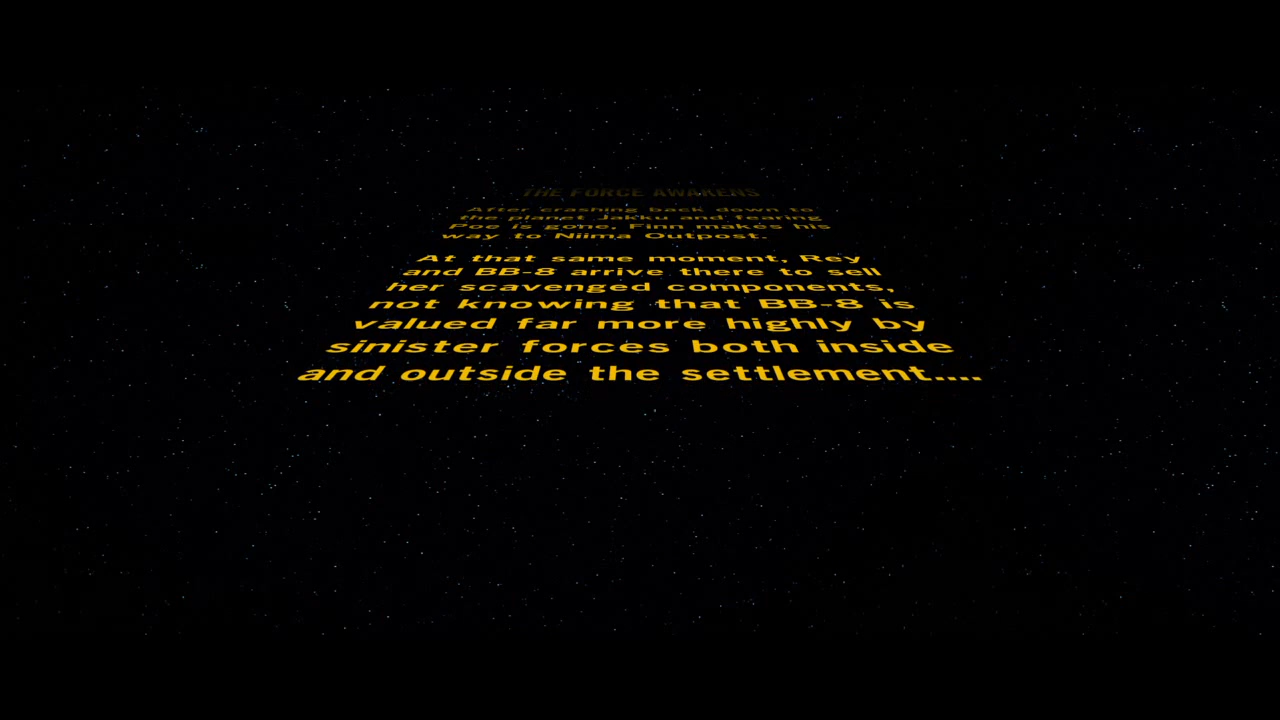 THE FORCE AWAKENS
After crashing back down to
the planet Jakku and fearing
Poe is gone, Finn makes his
way to Niima Outpost.
At that same moment, Rey
and BB-8 arrive there to sell
her scavenged components,
not knowing that BB-8 is
valued far more highly by
sinister forces both inside
and outside the settlement....